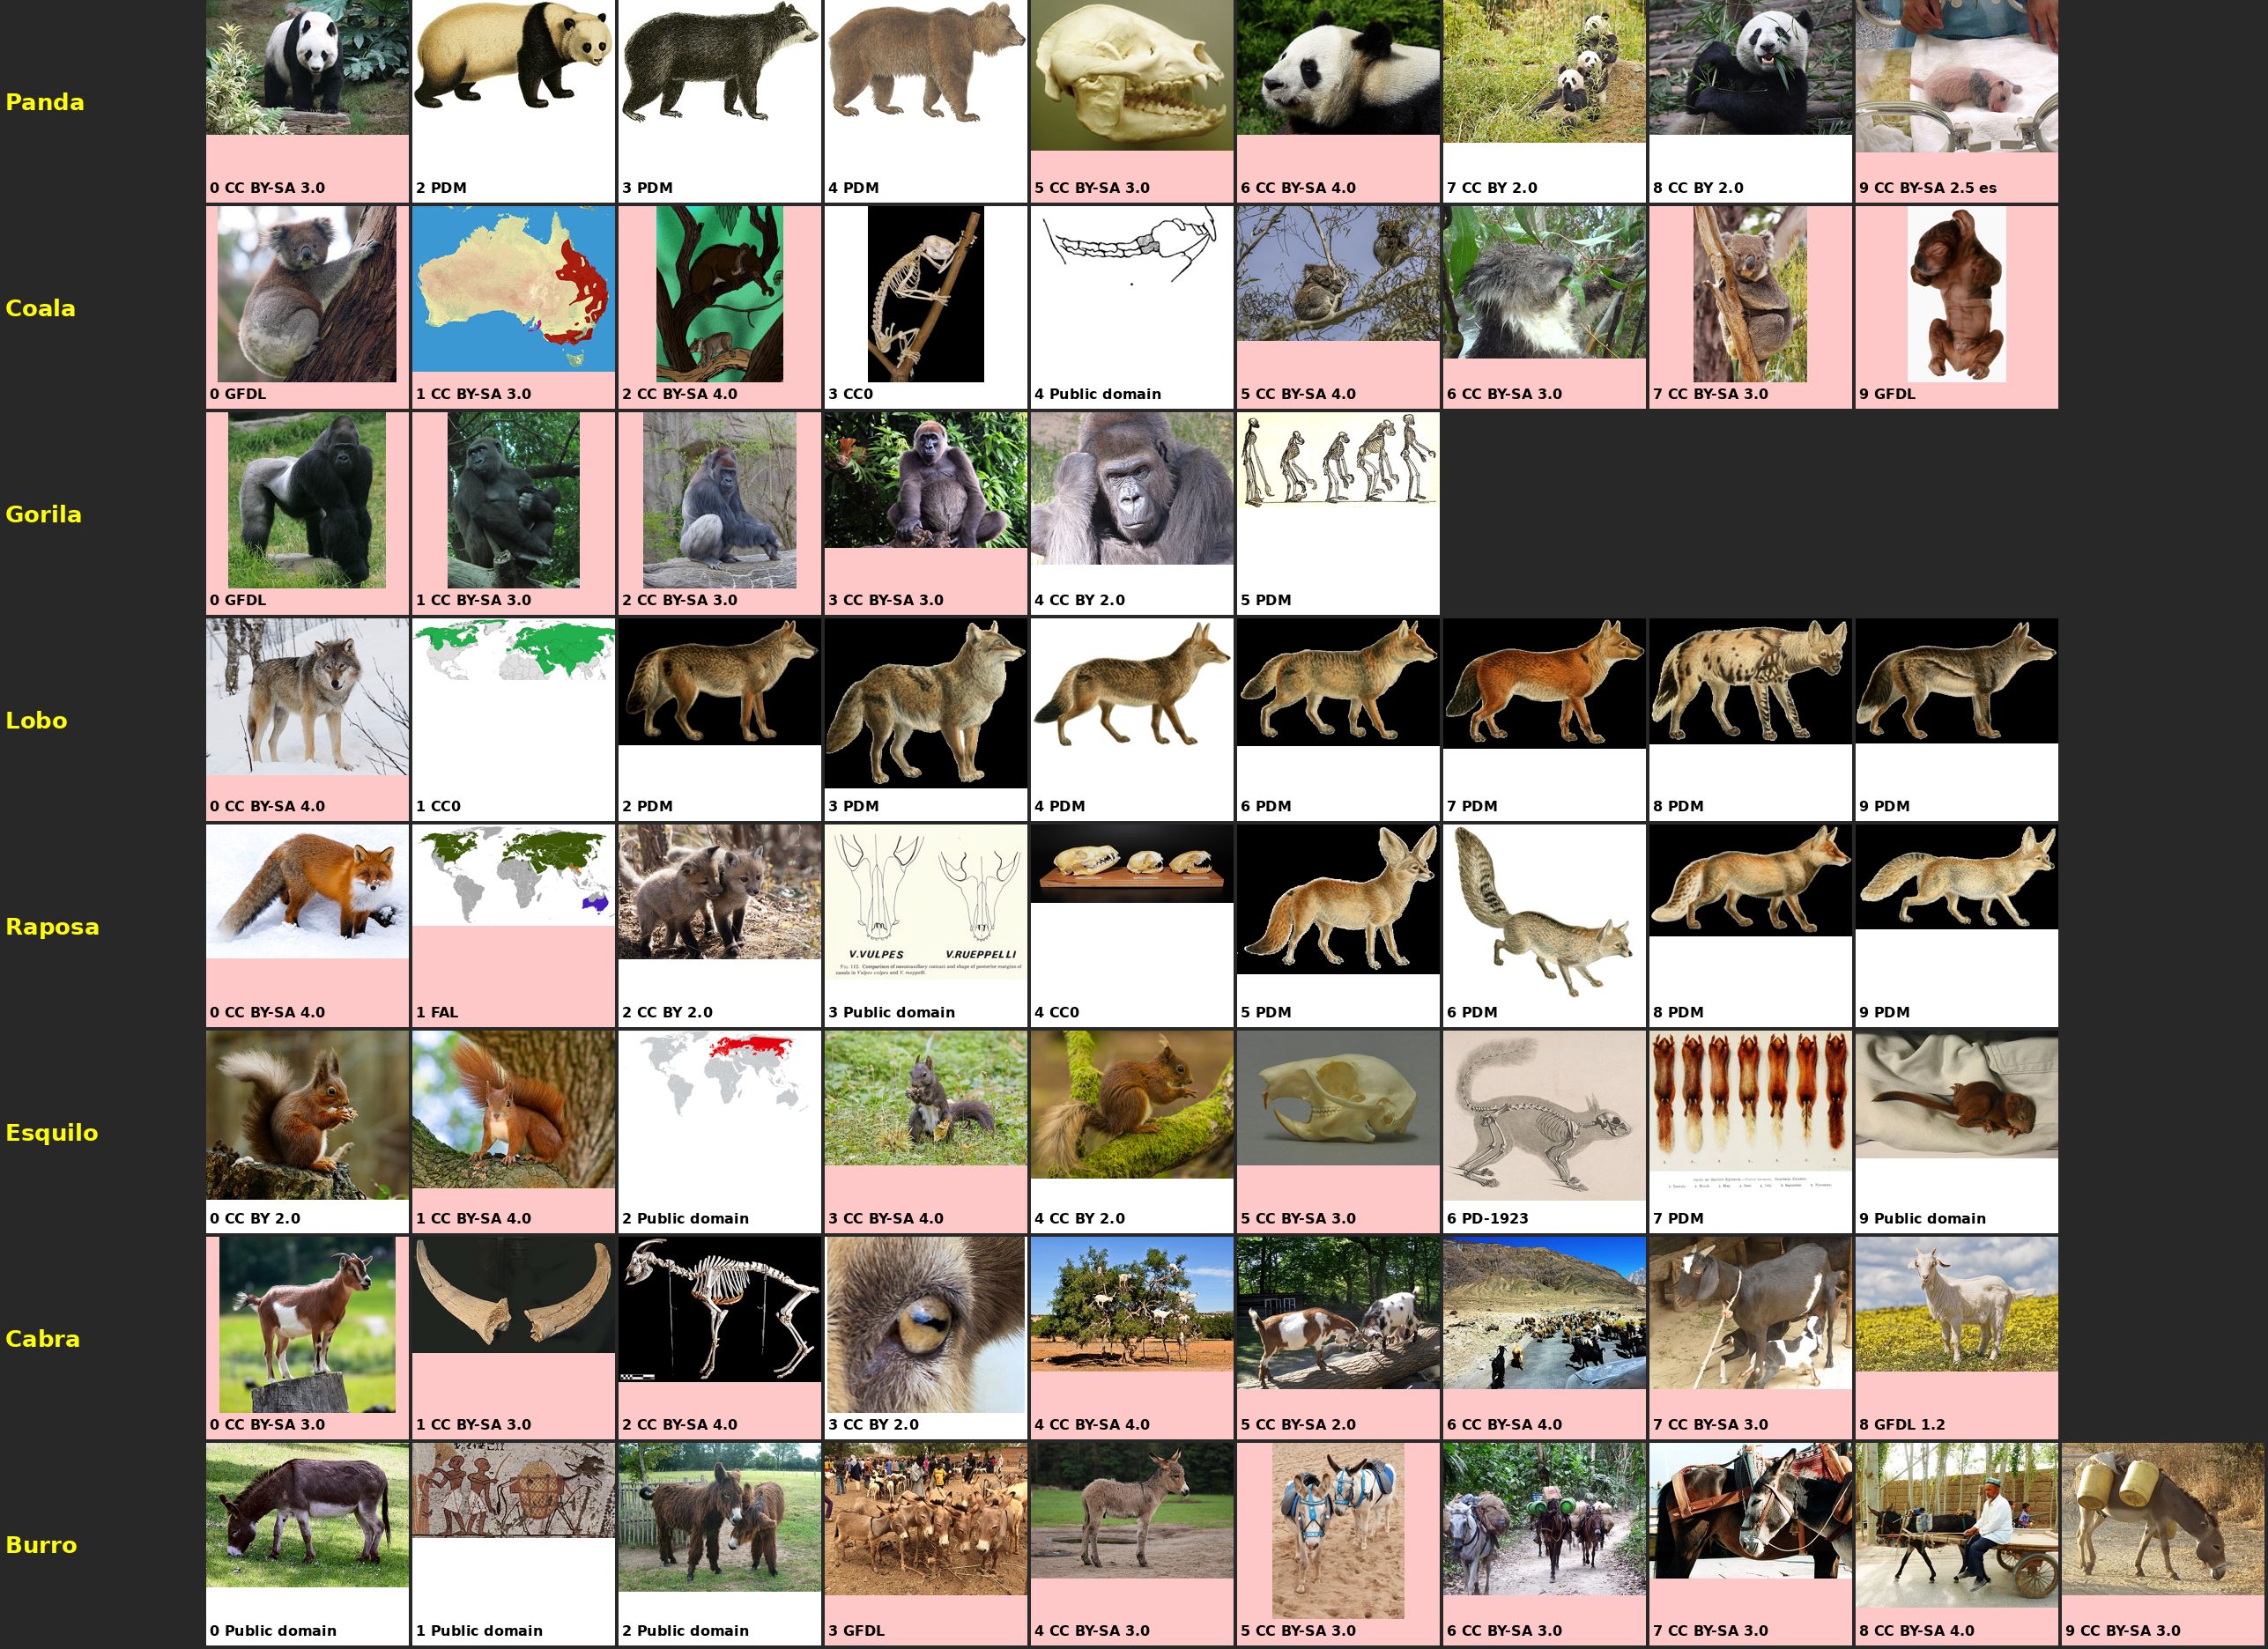 Panda
0 CC BY-SA 3.0
2 PDM
3 PDM
4 PDM
5 CC BY-SA 3.0
6 CC BY-SA 4.0
7 CC BY 2.0
8 CC BY 2.0
9 CC BY-SA 2.5 es
Coala
0 GFDL
1 CC BY-SA 3.0
2 CC BY-SA 4.0
3 CC0
4 Public domain
5 CC BY-SA 4.0
6 CC BY-SA 3.0
7 CC BY-SA 3.0
9 GFDL
Gorila
0 GFDL
1 CC BY-SA 3.0
2 CC BY-SA 3.0
3 CC BY-SA 3.0
4 CC BY 2.0
5 PDM
Lobo
0 CC BY-SA 4.0
1 CC0
2 PDM
3 PDM
4 PDM
6 PDM
7 PDM
8 PDM
9 PDM
Raposa
V.VULPES
V.RUEPPELLI
0 CC BY-SA 4.0
1 FAL
2 CC BY 2.0
3 Public domain
4 CC0
5 PDM
6 PDM
8 PDM
9 PDM
Esquilo
0 CC BY 2.0
1 CC BY-SA 4.0
2 Public domain
3 CC BY-SA 4.0
4 CC BY 2.0
5 CC BY-SA 3.0
6 PD-1923
7 PDM
9 Public domain
Cabra
0 CC BY-SA 3.0
1 CC BY-SA 3.0
2 CC BY-SA 4.0
3 CC BY 2.0
4 CC BY-SA 4.0
5 CC BY-SA 2.0
6 CC BY-SA 4.0
7 CC BY-SA 3.0
8 GFDL 1.2
Burro
0 Public domain
1 Public domain
2 Public domain
3 GFDL
4 CC BY-SA 3.0
5 CC BY-SA 3.0
6 CC BY-SA 3.0
7 CC BY-SA 3.0
8 CC BY-SA 4.0
9 CC BY-SA 3.0